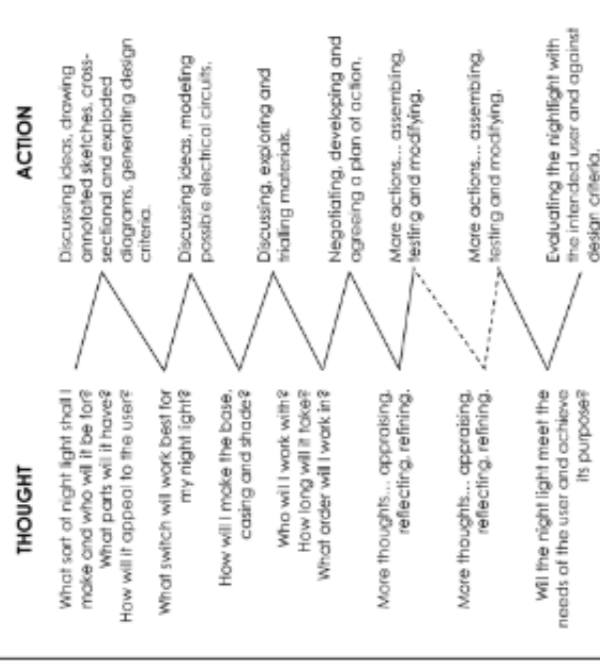 THOUGHT
What sort of night light shall I
make and who will it be for?
What parts will it have?
How will it appeal to the user?
What switch will work best for
my night light?
How will I make the base,
casing and shade?
Who will I work with?
How long will it take?
What order will I work in?
More thoughts... appraising,
reflecting, refining.
More thoughts... appraising,
reflecting, refining.
Will the night light meet the
needs of the user and achieve
its purpose?
ACTION
Discussing ideas, drawing
annotated sketches, cross-
sectional and exploded
diagrams, generating design
criteria.
Discussing ideas, modeling
possible electrical circuits.
Discussing, exploring and
trialling materials.
Negotiating, developing and
agreeing a plan of action.
More actions... assembling,
testing and modifying.
More actions... assembling,
testing and modifying.
Evaluating the nightlight with
the intended user and against
design criteria.